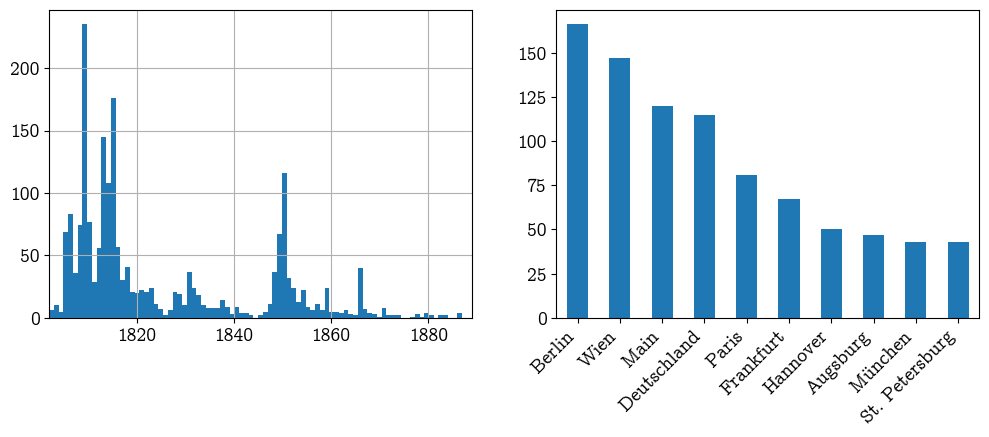 200
150
100
50
0
1820 1840 1860 1880
150
125
100
75
50
25
0
Berlin
Wien
Main
Deutschland
Paris
Frankfurt
Hannover
Augsburg
München
St. Petersburg